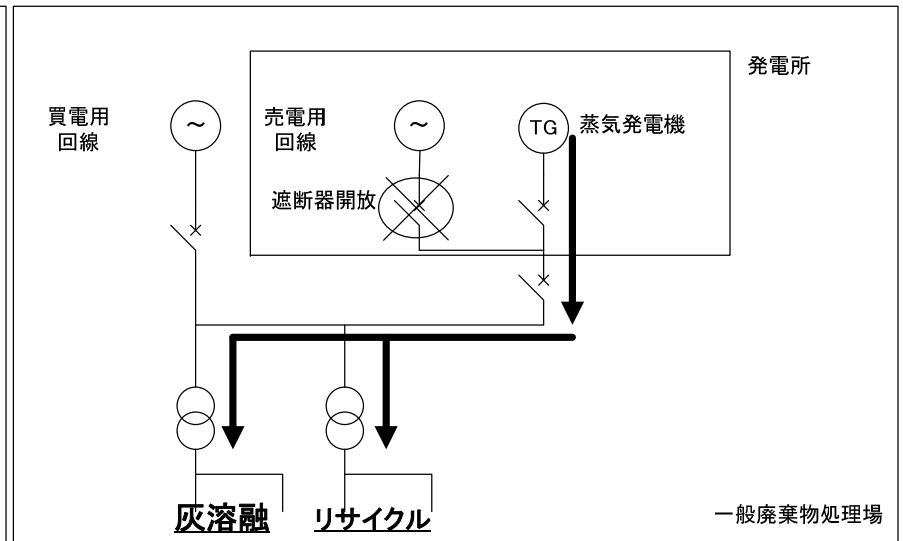 発電所
買電用
回線
～
売電用
回線
～
TG
蒸気発電機
遮断器開放
灰溶融
リサイクル
一般廃棄物処理場